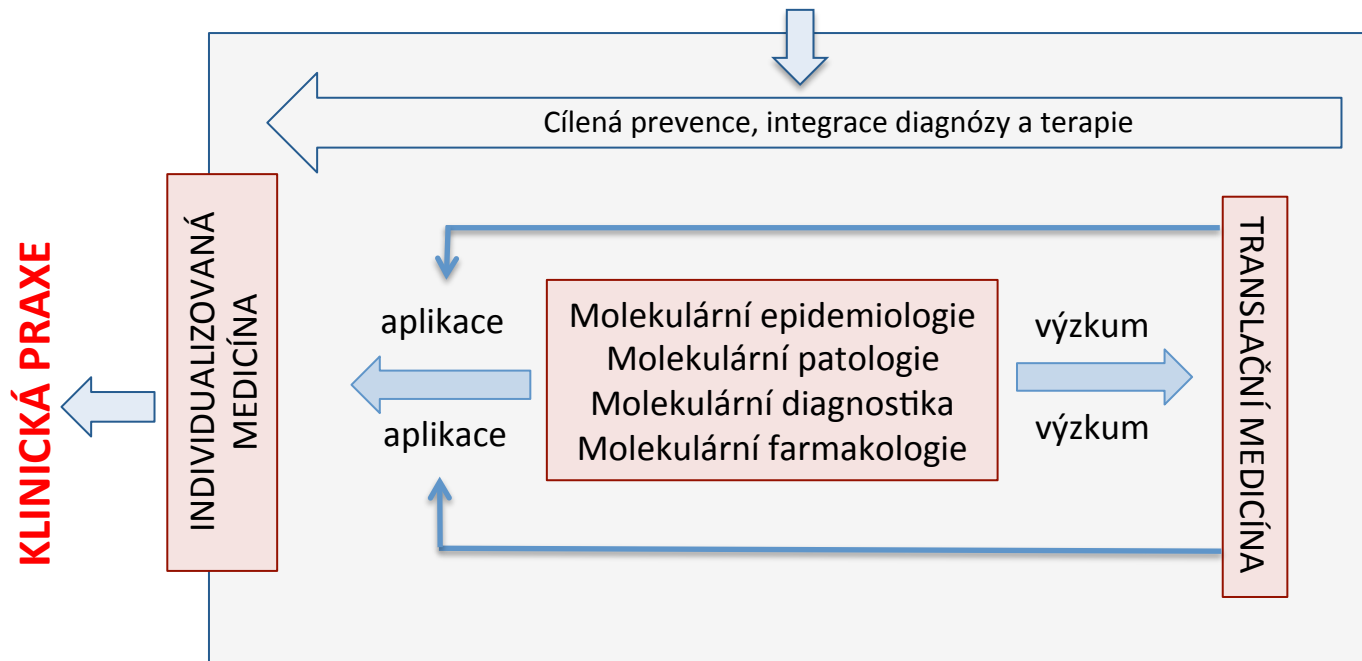 Cílená prevence, integrace diagnózy a terapie
KLINICKÁ PRAXE
INDIVIDUALIZOVANÁ
MEDICÍNA
aplikace
aplikace
Molekulární epidemiologie
Molekulární patologie
Molekulární diagnostika
Molekulární farmakologie
výzkum
výzkum
TRANSLAČNÍ MEDICÍNA